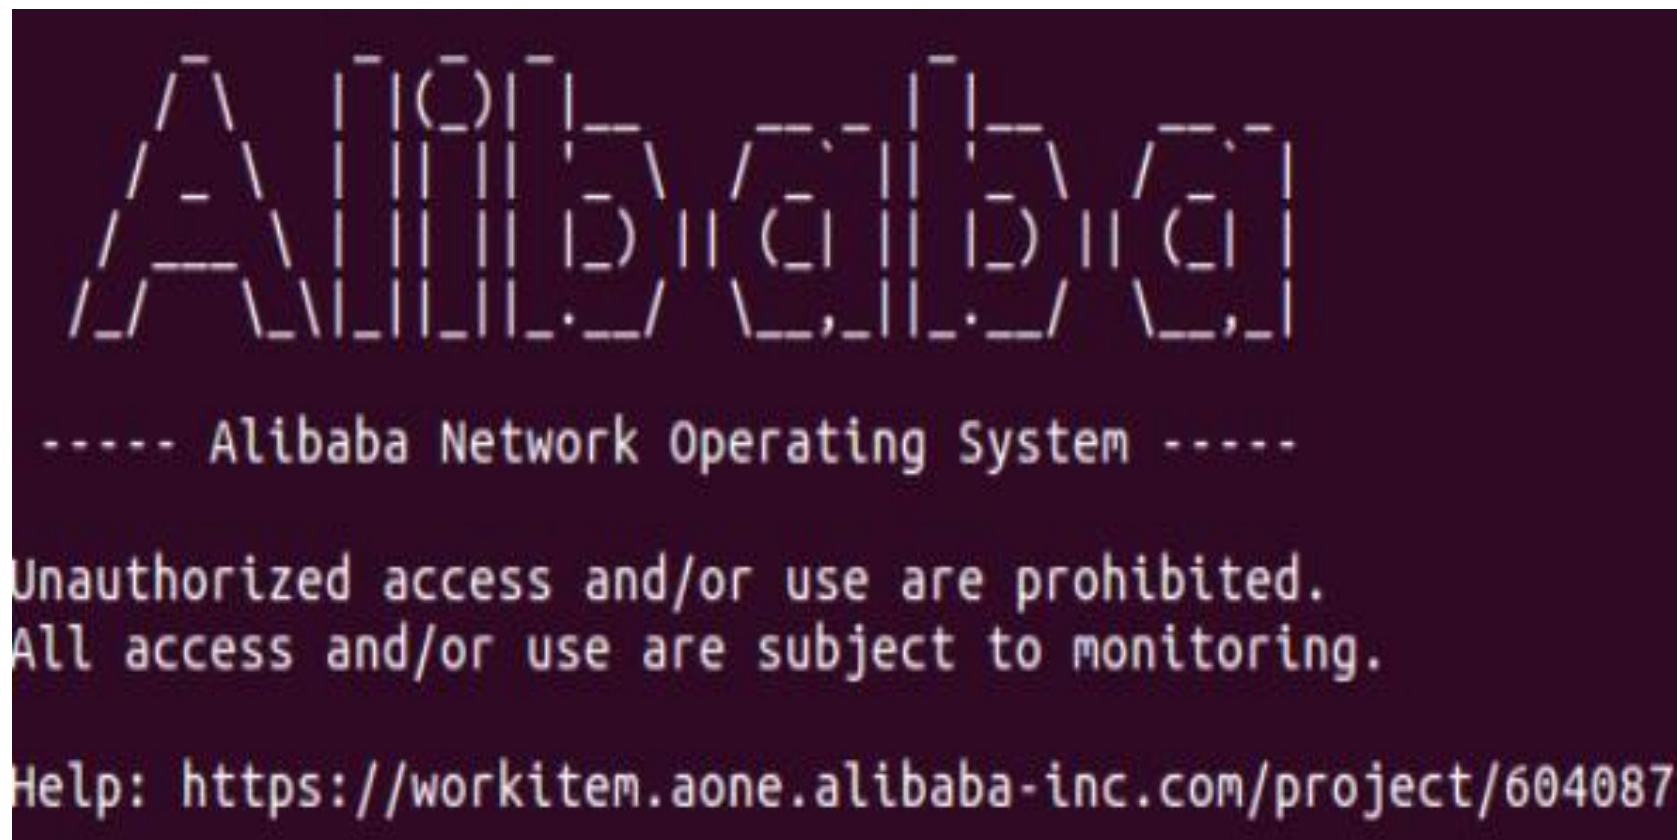 Alibaba
----- Alibaba Network Operating System -----
Unauthorized access and/or use are prohibited.
All access and/or use are subject to monitoring.
Help: https://workitem.aone.alibaba-inc.com/project/604087